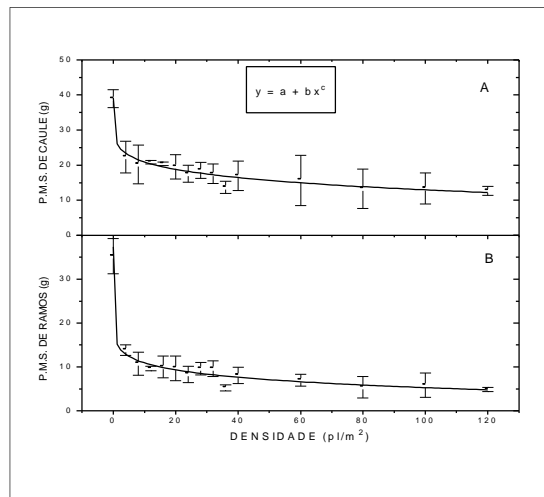 50
40
30
20
10
0
P.M.S. DE CAULE (g)
y = a + b x^c
A
30
20
10
0
P.M.S. DE RAMOS (g)
B
0 20 40 60 80 100 120
DENSIDADE (pl/m²)